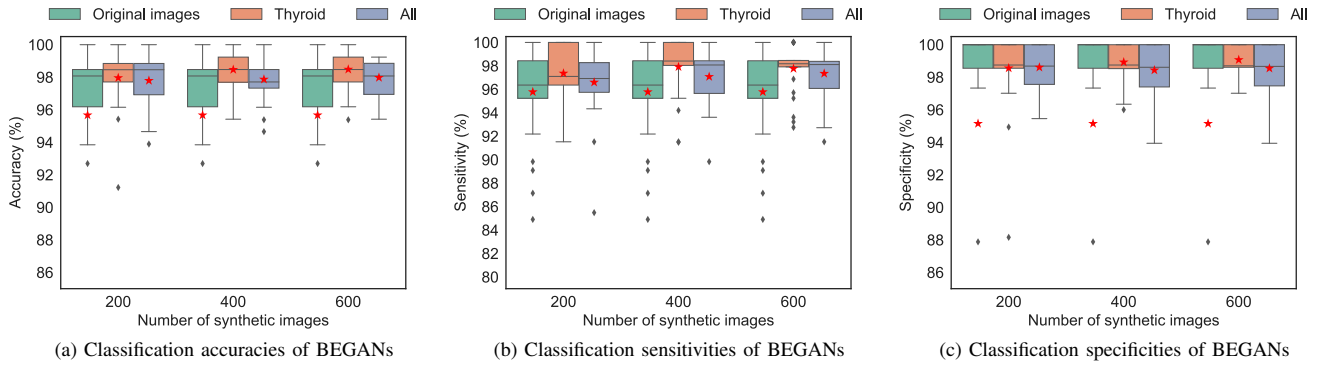 Original images Thyroid All
100
98
96
94
92
90
88
86
Accuracy (%)
200 400 600
Number of synthetic images
(a) Classification accuracies of BEGANs
Original images Thyroid All
100
98
96
94
92
90
88
86
84
82
80
Sensitivity (%)
200 400 600
Number of synthetic images
(b) Classification sensitivities of BEGANs
Original images Thyroid All
100
98
96
94
92
90
88
86
Specificity (%)
200 400 600
Number of synthetic images
(c) Classification specificities of BEGANs